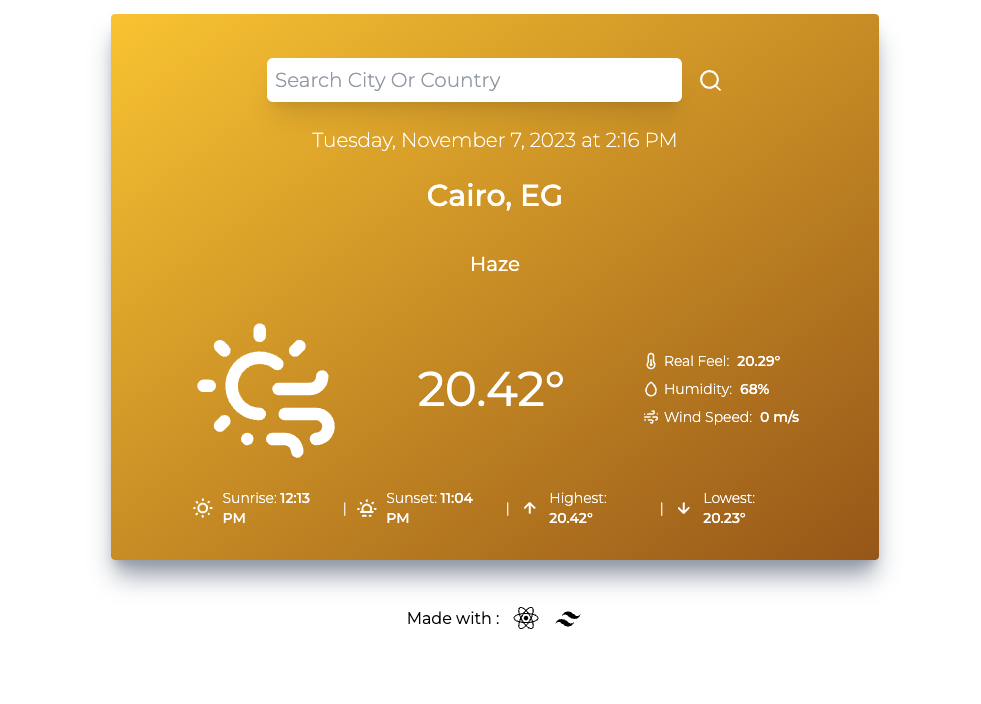 Search City Or Country
Tuesday, November 7, 2023 at 2:16 PM
Cairo, EG
Haze
20.42°
Real Feel: 20.29°
Humidity: 68%
Wind Speed: 0 m/s
Sunrise: 12:13
PM
|
Sunset: 11:04
PM
|
Highest:
20.42°
|
Lowest:
20.23°
Made with :